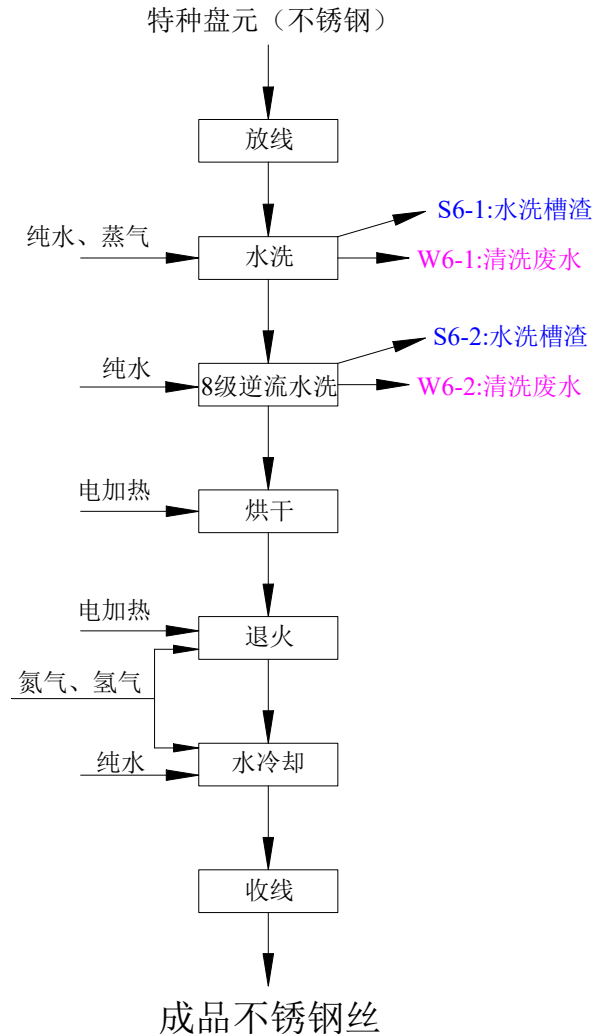 特种盘元（不锈钢）
放线
S6-1:水洗槽渣
纯水、蒸气
水洗
W6-1:清洗废水
S6-2:水洗槽渣
纯水
8级逆流水洗
W6-2:清洗废水
电加热
烘干
电加热
退火
氮气、氢气
水冷却
纯水
收线
成品不锈钢丝